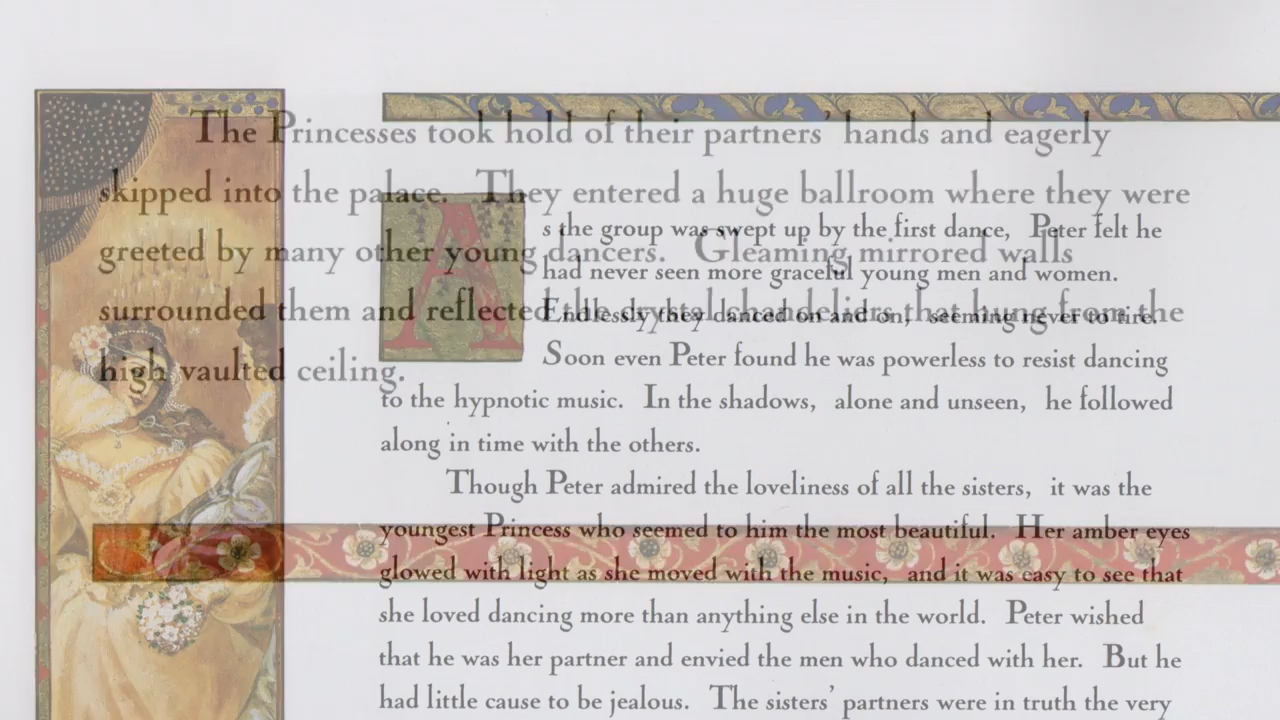 The Princesses took hold of their partners' hands and eagerly
skipped into the palace. They entered a huge ballroom where they were
greeted by many other young dancers. Gleaming mirrored walls
surrounded them and reflected the crystal chandeliers that hung from the
high vaulted ceiling.
As the group was swept up by the first dance, Peter felt he
had never seen more graceful young men and women.
Endlessly they danced on and on, seeming never to tire.
Soon even Peter found he was powerless to resist dancing
to the hypnotic music. In the shadows, alone and unseen, he followed
along in time with the others.
Though Peter admired the loveliness of all the sisters, it was the
youngest Princess who seemed to him the most beautiful. Her amber eyes
glowed with light as she moved with the music, and it was easy to see that
she loved dancing more than anything else in the world. Peter wished
that he was her partner and envied the men who danced with her. But he
had little cause to be jealous. The sisters' partners were in truth the very